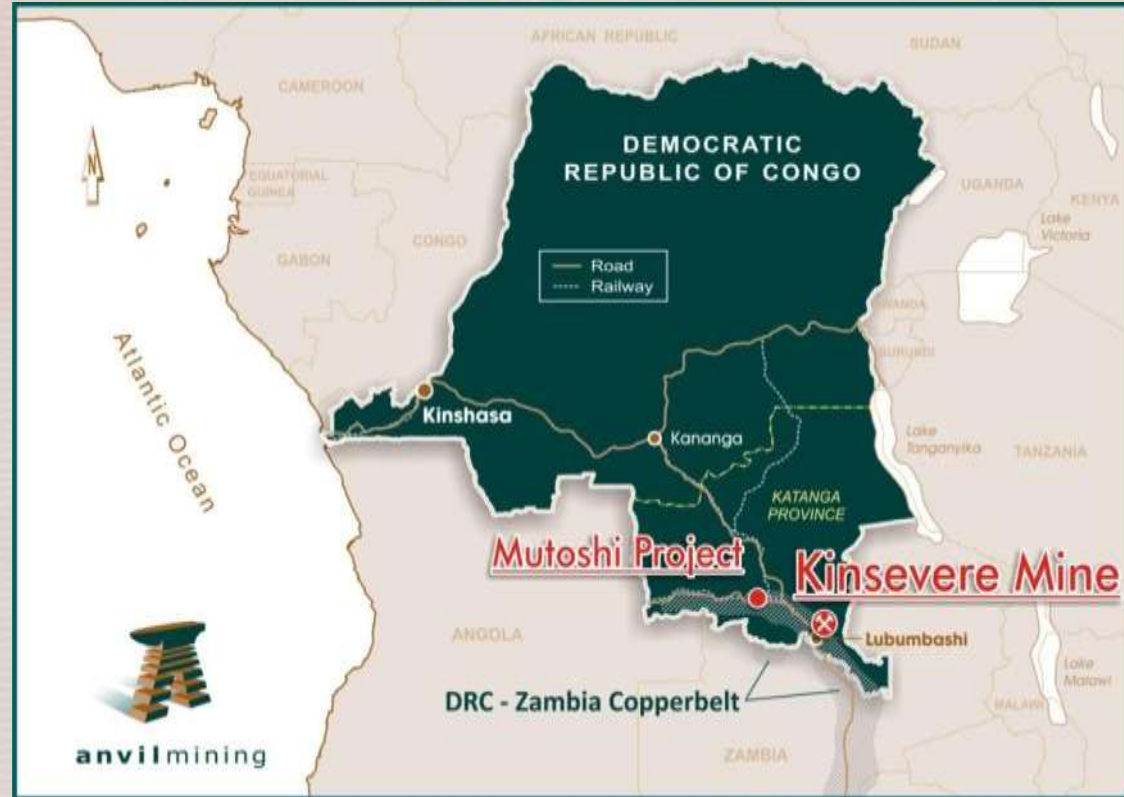 AFRICAN REPUBLIC
SUDAN
CAMEROON
DEMOCRATIC
REPUBLIC OF CONGO
N
EQUATORIAL
GUINEA
UGANDA
KENYA
Lake
Victoria
CONGO
GABON
Road
Railway
RWANDA
BURUNDI
Atlantic Ocean
Kinshasa
Kananga
Lake
Tanganyika
TANZANIA
KATANGA
PROVINCE
Mutoshi Project
Kinsevere Mine
ANGOLA
Lubumbashi
Lake
Malawi
DRC - Zambia Copperbelt
MALAWI
anvilmining
ZAMBIA